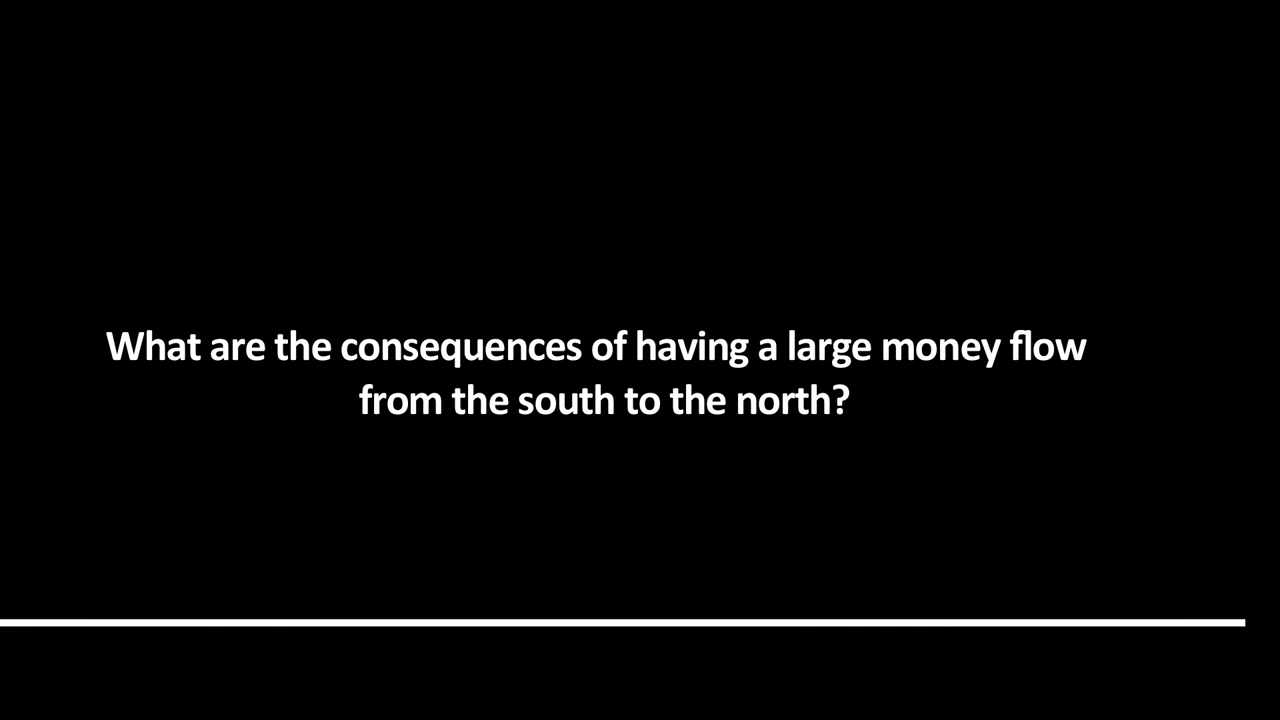 What are the consequences of having a large money flow
from the south to the north?